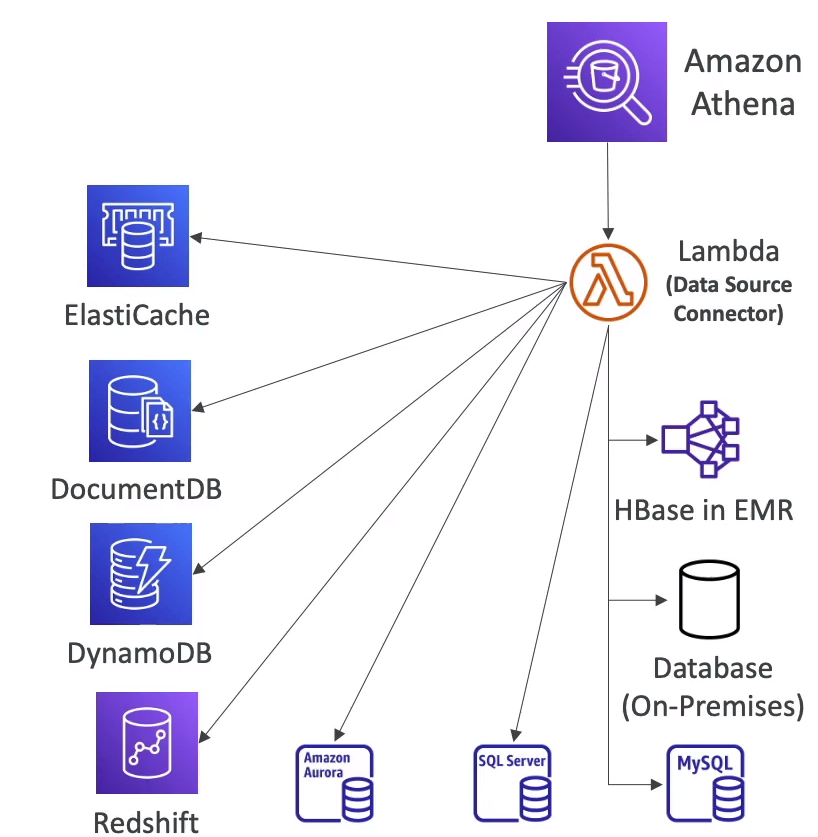 Amazon
Athena
Lambda
(Data Source
Connector)
ElastiCache
DocumentDB
{}
HBase in EMR
DynamoDB
Database
(On-Premises)
Redshift
Amazon
Aurora
SQL Server
MySQL